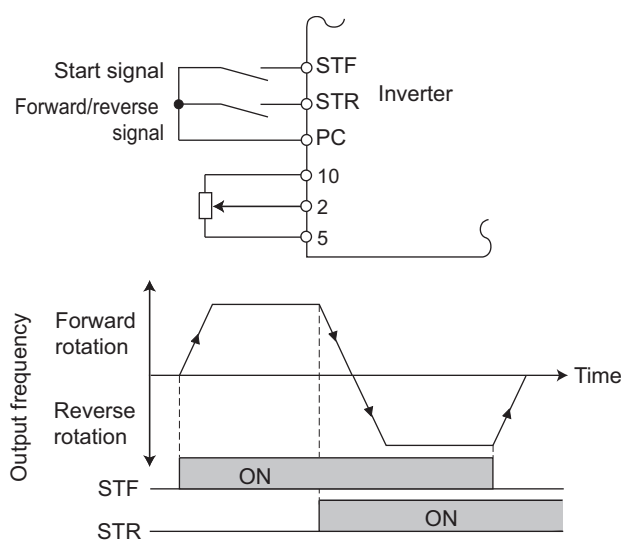 Start signal
STF
Forward/reverse
signal
STR
Inverter
PC
10
2
5
Output frequency
Forward
rotation
Time
Reverse
rotation
ON
STF
ON
STR